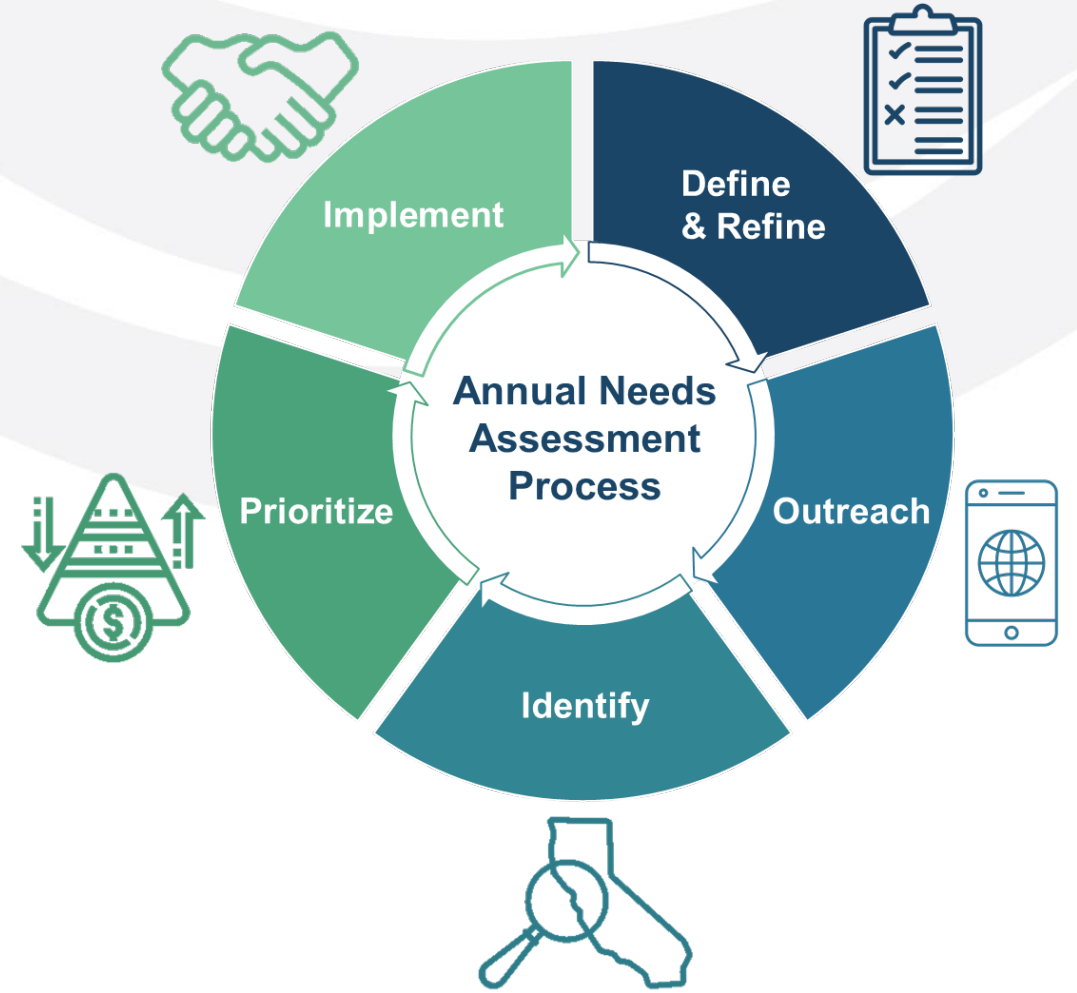 Annual Needs
Assessment
Process
Define
& Refine
Outreach
Identify
Prioritize
Implement
$